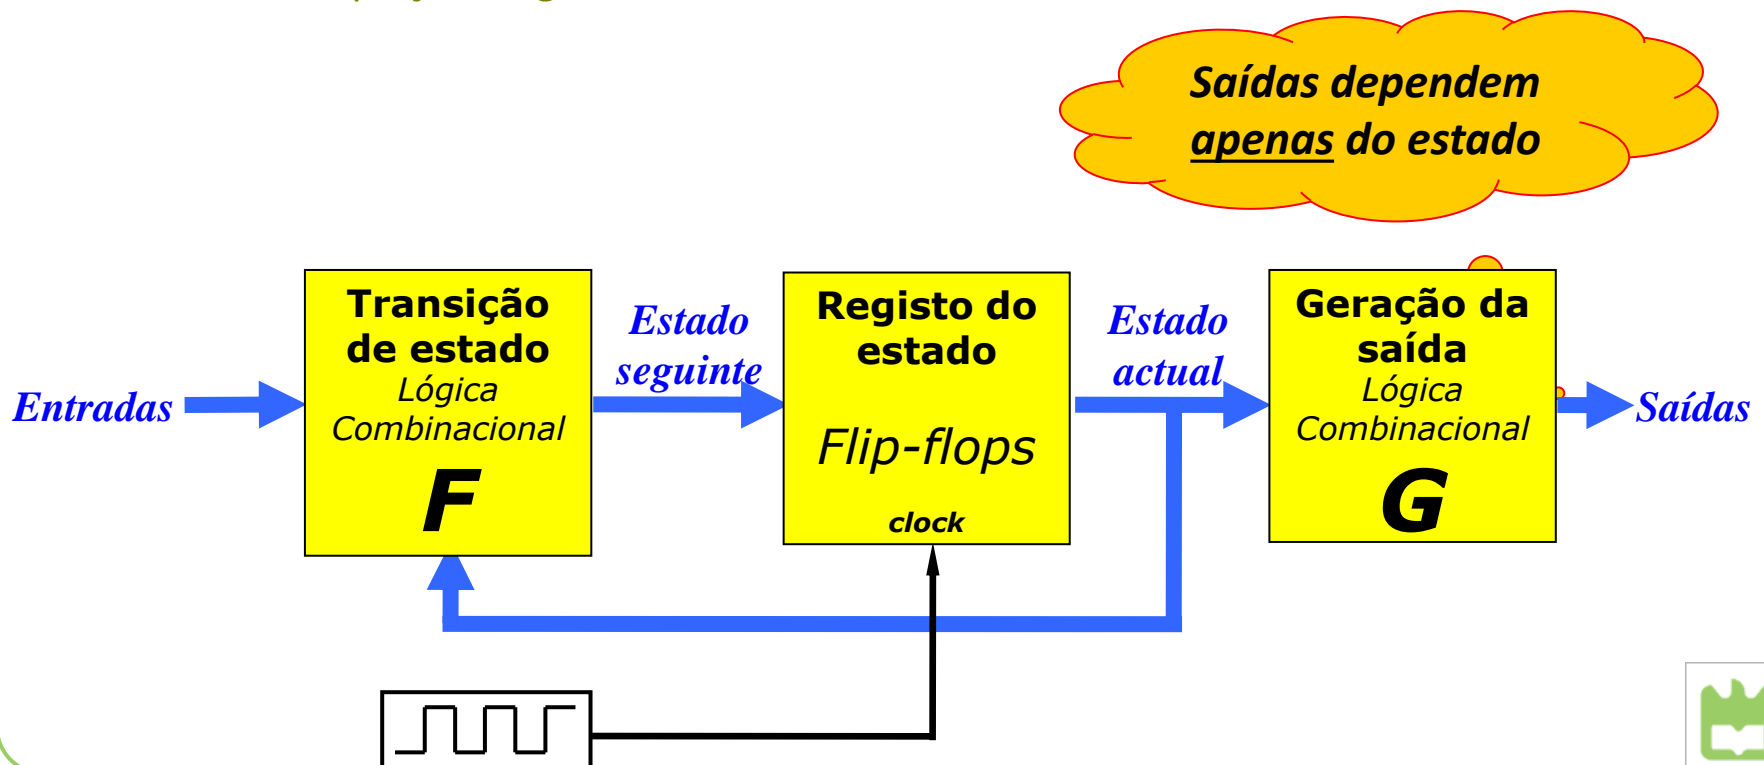 Saídas dependem
apenas do estado
Transição
de estado
Lógica
Combinacional
F
Estado
seguinte
Registo do
estado
Flip-flops
clock
Estado
actual
Geração da
saída
Lógica
Combinacional
G
Entradas
Saídas